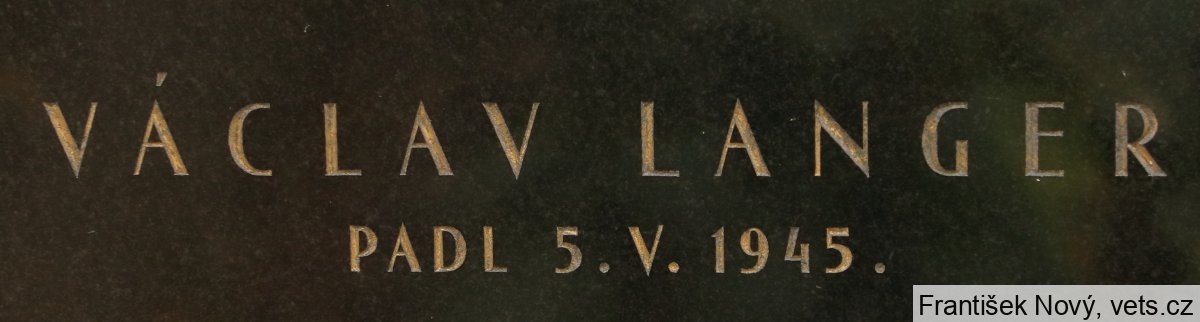 VÁCLAV LANGER
PADL 5. V. 1945.
František Nový, vets.cz